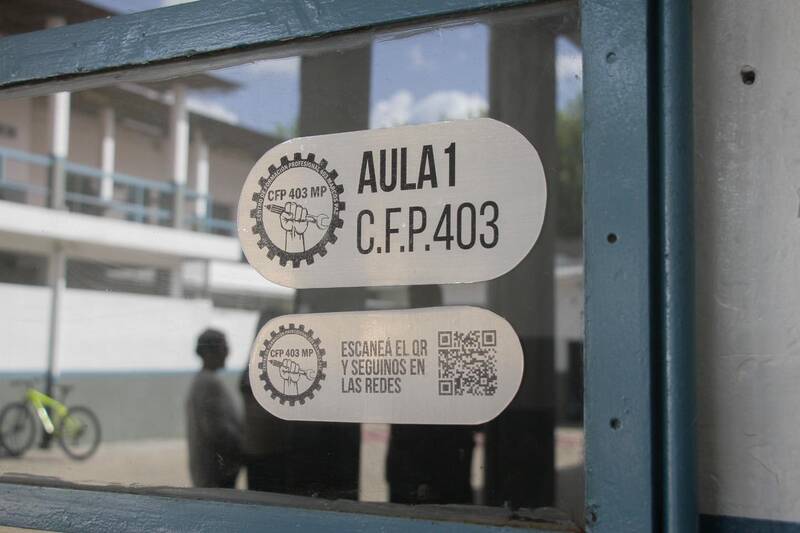 AULA 1
C.F.P.403
CFP 403 MP
ESCANEÁ EL QR
Y SEGUINOS EN
LAS REDES
CFP 403 MP